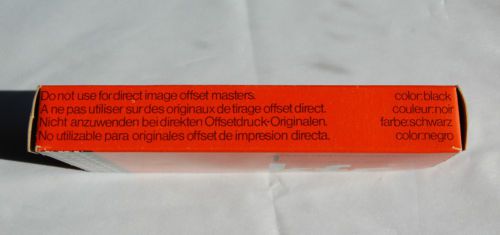 Do not use for direct image offset masters. color:black
A ne pas utiliser sur des originaux de tirage offset direct. couleur:noir
Nicht anzuwenden bei direkten Offsetdruck-Originalen. farbe:schwarz
No utilizable para originales offset de impresion directa. color:negro